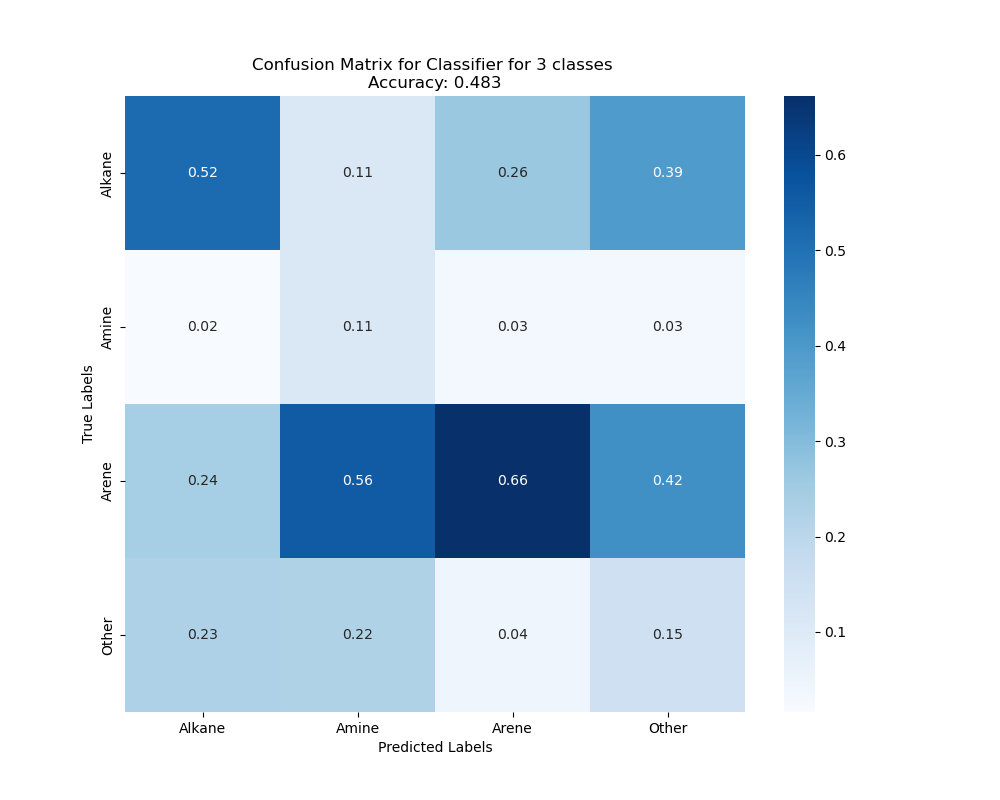 Confusion Matrix for Classifier for 3 classes
Accuracy: 0.483
True Labels
Alkane
0.52 0.11 0.26 0.39
Amine
0.02 0.11 0.03 0.03
Arene
0.24 0.56 0.66 0.42
Other
0.23 0.22 0.04 0.15
Alkane Amine Arene Other
Predicted Labels
0.6
0.5
0.4
0.3
0.2
0.1